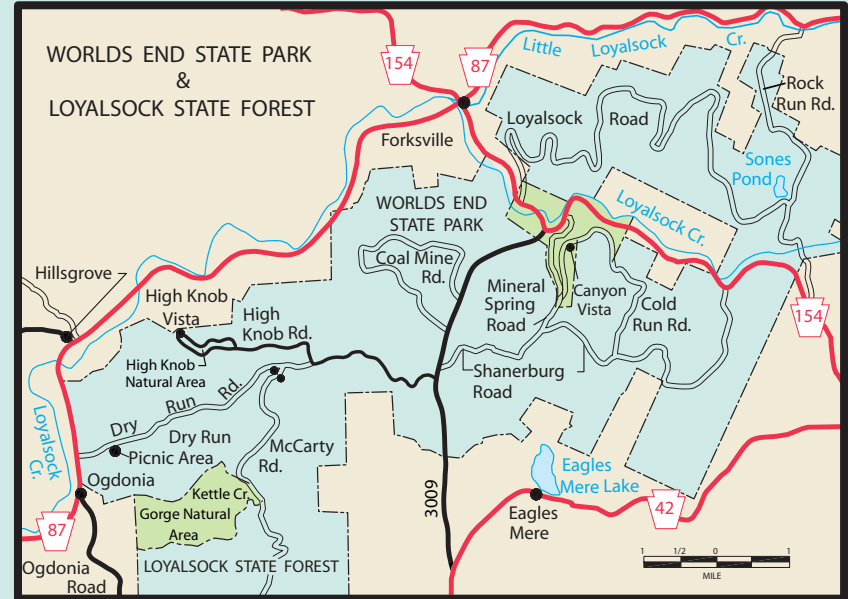 WORLDS END STATE PARK
&
LOYALSOCK STATE FOREST
154
87
Little Loyalsock Cr.
Rock
Run Rd.
Loyalsock Road
Forksville
Sones
Pond
WORLDS END
STATE PARK
Loyalsock Cr.
Coal Mine
Rd.
Hillsgrove
High Knob
Vista
High
Knob Rd.
Mineral
Spring
Road
Canyon
Vista
Cold
Run Rd.
154
High Knob
Natural Area
Shanerburg
Road
Loyalsock
Cr.
Dry Run Rd.
Dry Run
Picnic Area
McCarty
Rd.
Ogdonia
Kettle Cr.
Gorge Natural
Area
3009
Eagles
Mere Lake
Eagles
Mere
42
87
Ogdonia
Road
LOYALSOCK STATE FOREST
1 1/2 0 1
MILE